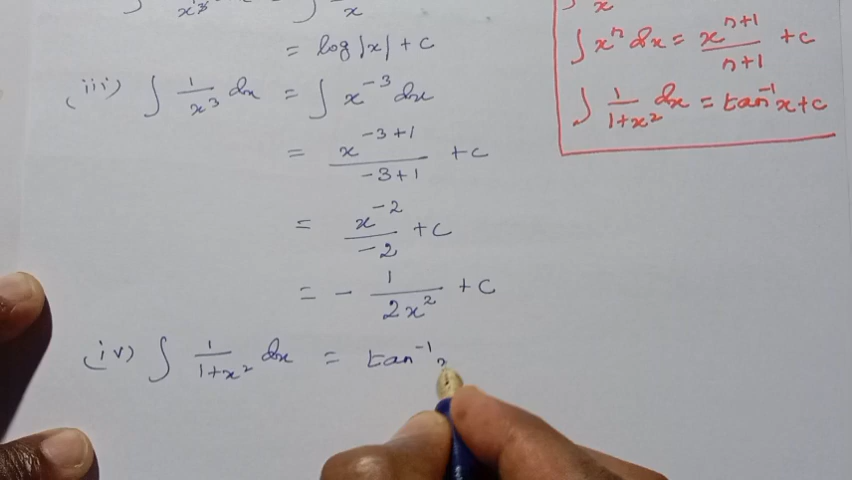 = log|x| + c
(iii) ∫ 1/x³ dx = ∫ x⁻³ dx
= x⁻³⁺¹/(-3+1) + c
= x⁻²/-2 + c
= - 1/2x² + c
(iv) ∫ 1/(1+x²) dx = tan⁻¹x
∫ xⁿ dx = xⁿ⁺¹/(n+1) + c
∫ 1/(1+x²) dx = tan⁻¹x + c